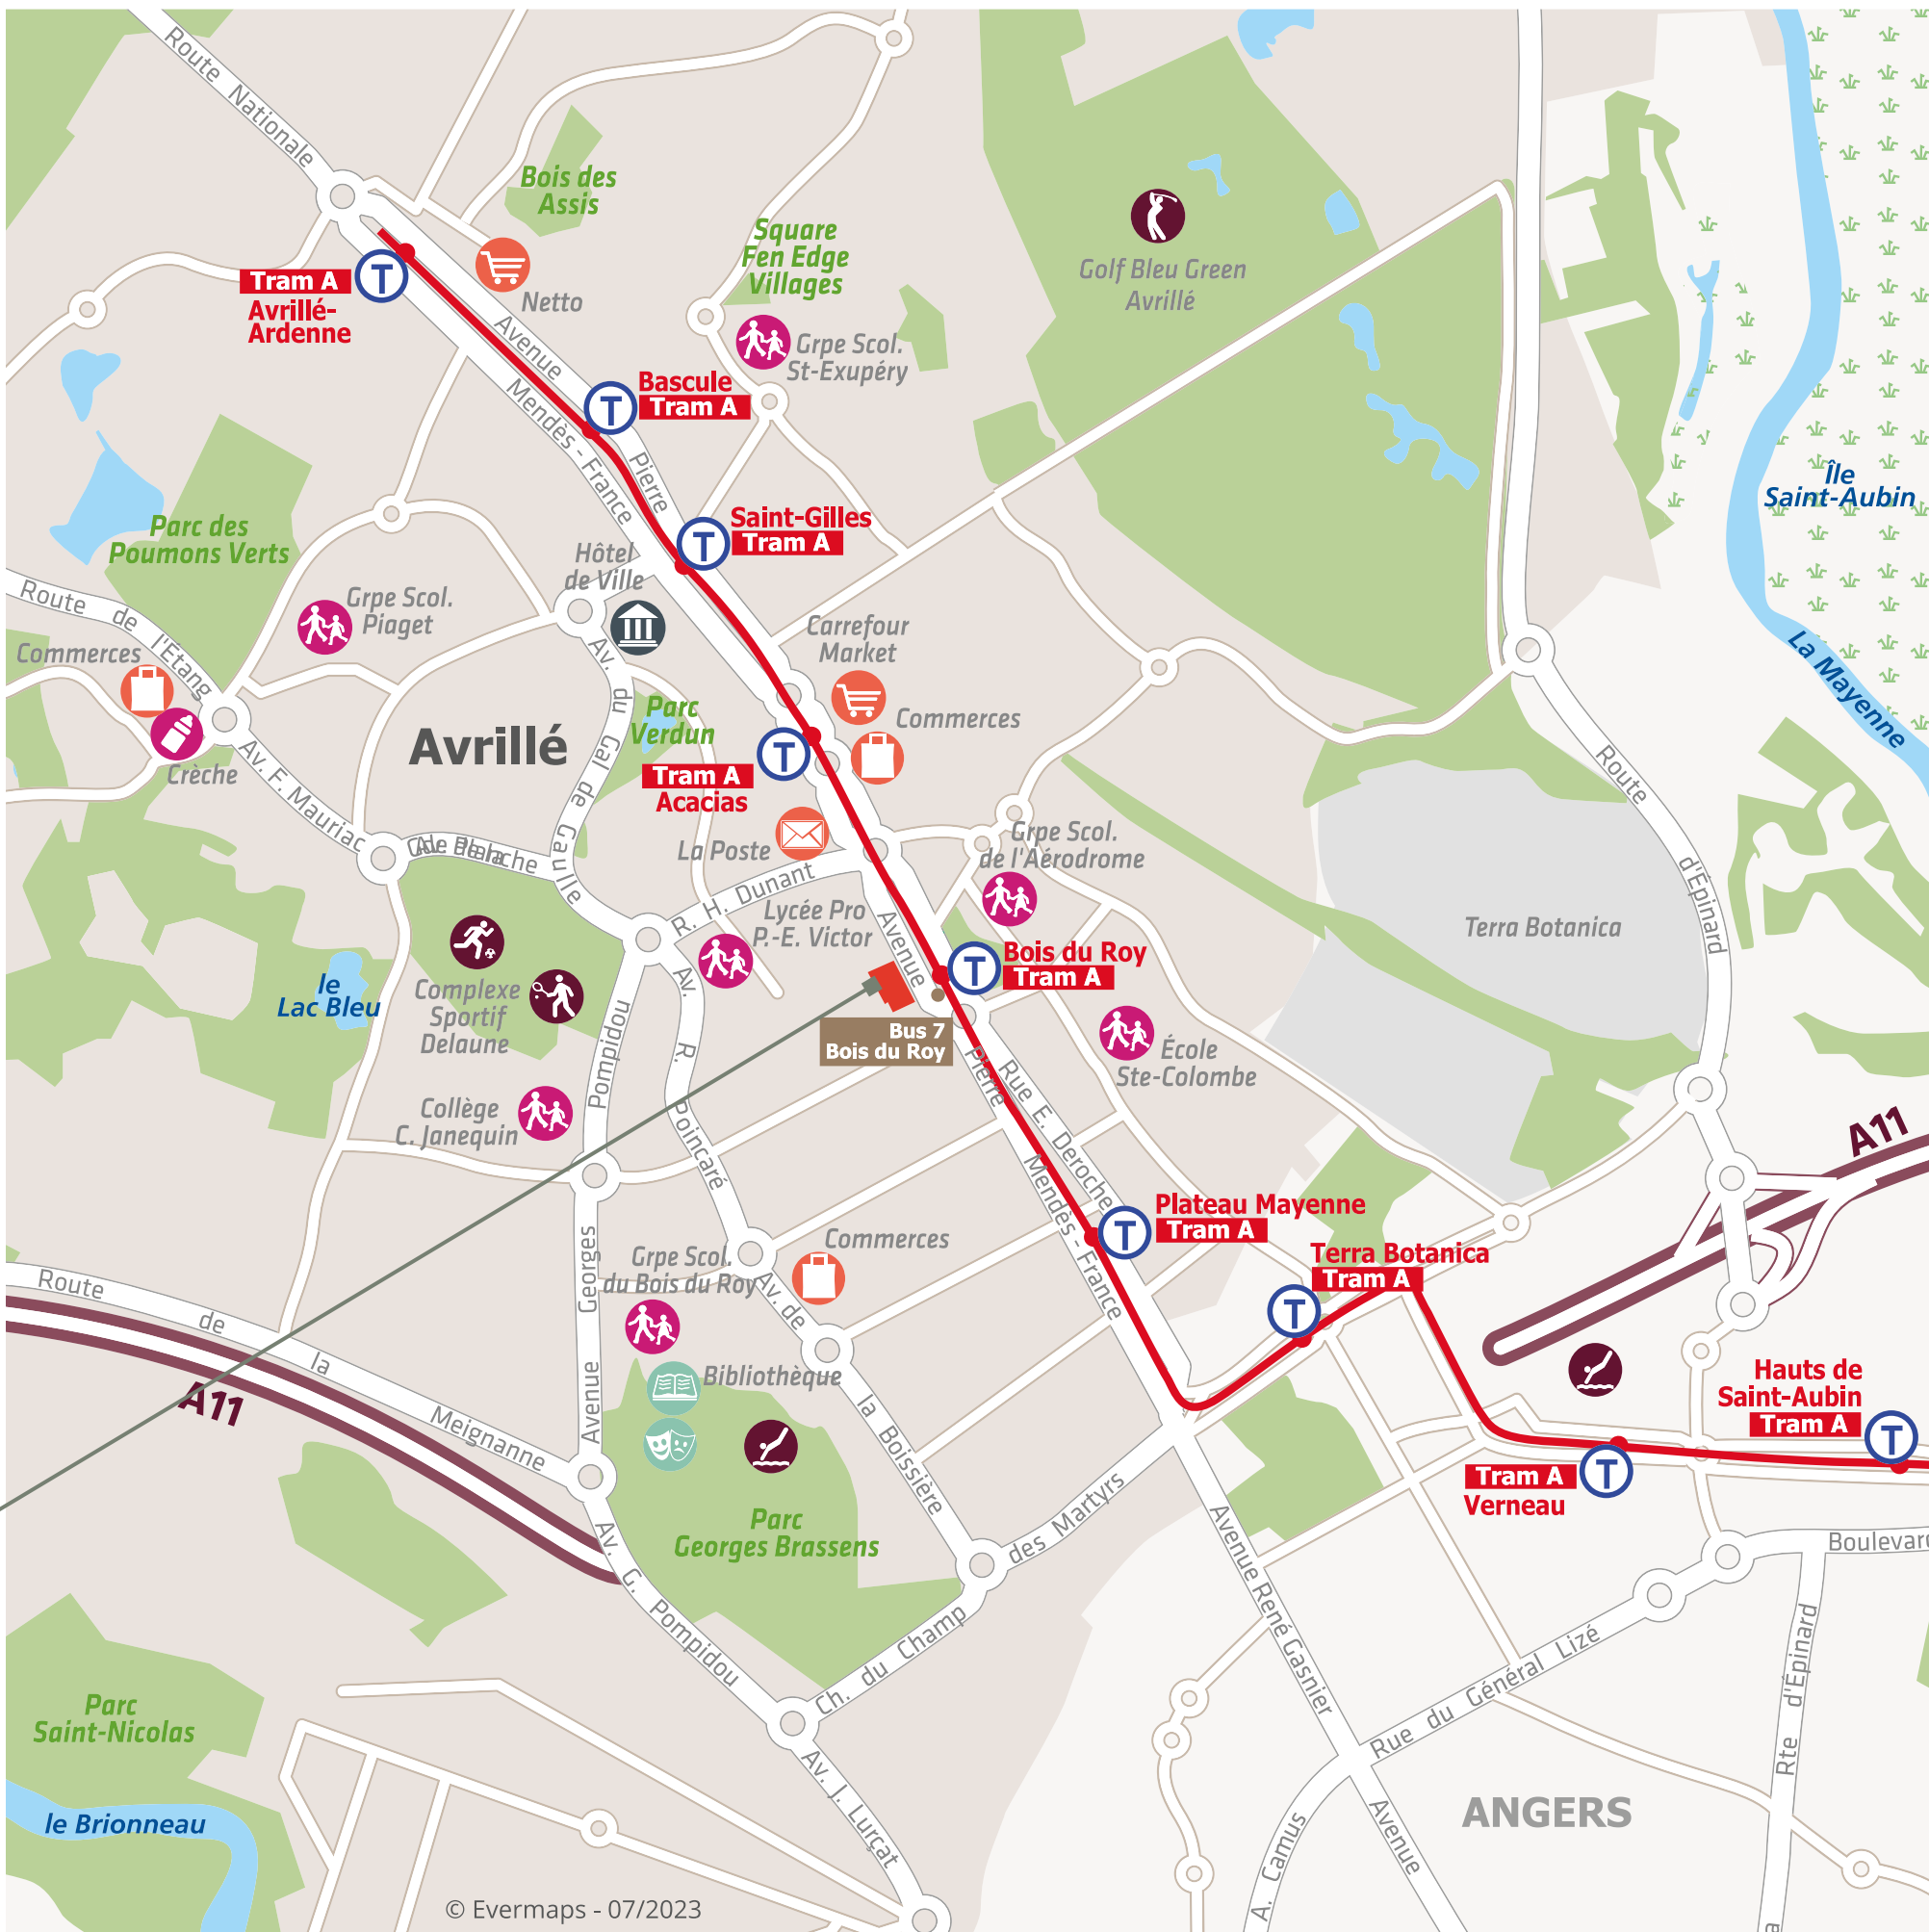 Route Nationale
Bois des
Assis
Square
Fen Edge
Villages
Golf Bleu Green
Avrillé
Tram A
Avrillé-
Ardenne
T
Netto
Avenue
Mendès - France
Pierre
Grpe Scol.
St-Exupéry
Bascule
Tram A
T
Saint-Gilles
Tram A
T
Île
Saint-Aubin
La Mayenne
Parc des
Poumons Verts
Hôtel
de Ville
Route de l'Étang
Grpe Scol.
Piaget
Commerces
Crèche
Carrefour
Market
Commerces
Avrillé
Parc
Verdun
Av. du Gal de Gaulle
Av. F. Mauriac
Planche
T
Tram A
Acacias
La Poste
R. H. Dunant
Grpe Scol.
de l'Aérodrome
Lycée Pro
P.-E. Victor
Avenue
Route d'Épinard
Terra Botanica
Bois du Roy
Tram A
T
le
Lac Bleu
Complexe
Sportif
Delaune
Bus 7
Bois du Roy
École
Ste-Colombe
Pierre
Mendès - France
Rue E. Deroche
Collège
C. Janequin
Av. R. Poincaré
Avenue Georges Pompidou
A11
Plateau Mayenne
Tram A
T
Terra Botanica
Tram A
T
Commerces
Grpe Scol.
du Bois du Roy
Av. de la Boissière
Route de la Meignanne
A11
Bibliothèque
Hauts de
Saint-Aubin
Tram A
T
Tram A
Verneau
T
Parc
Georges Brassens
des Martyrs
Ch. du Champ
Av. G. Pompidou
Avenue René Gasnier
Boulevar
Rte d'Épinard
Rue du Général Lizé
Parc
Saint-Nicolas
le Brionneau
Av. J. Lurçat
A. Camus
Avenue
ANGERS
© Evermaps - 07/2023